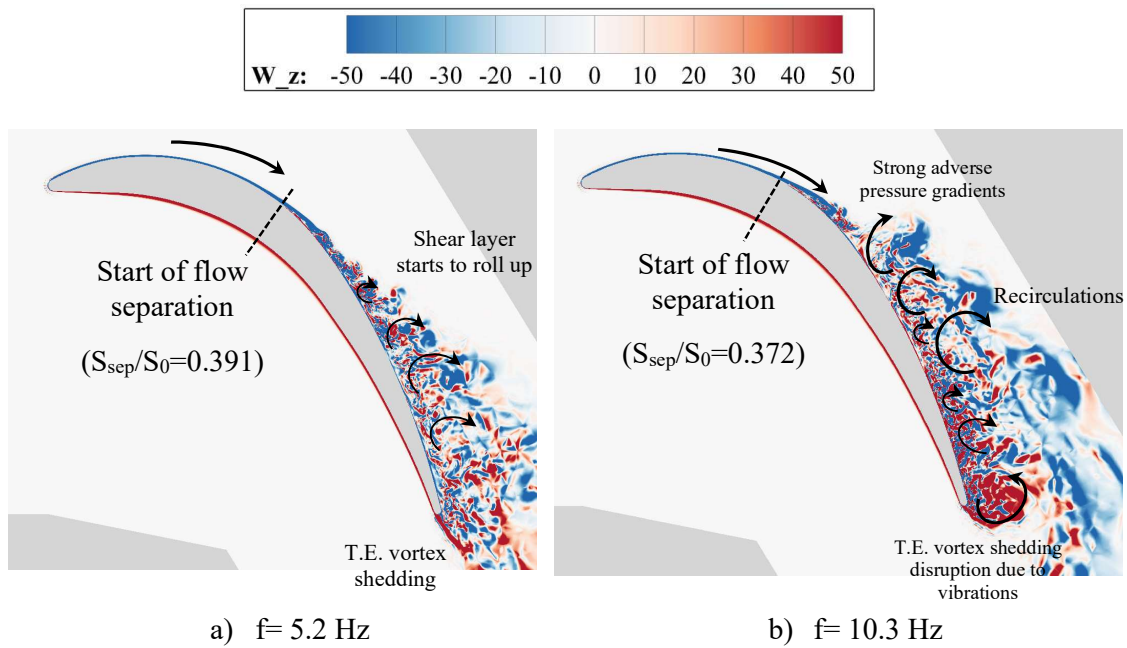 W_z: -50 -40 -30 -20 -10 0 10 20 30 40 50
Start of flow
separation
(Ssep/S0=0.391)
Shear layer
starts to roll up
T.E. vortex
shedding
a) f= 5.2 Hz
Strong adverse
pressure gradients
Start of flow
separation
(Ssep/S0=0.372)
Recirculations
T.E. vortex shedding
disruption due to
vibrations
b) f= 10.3 Hz